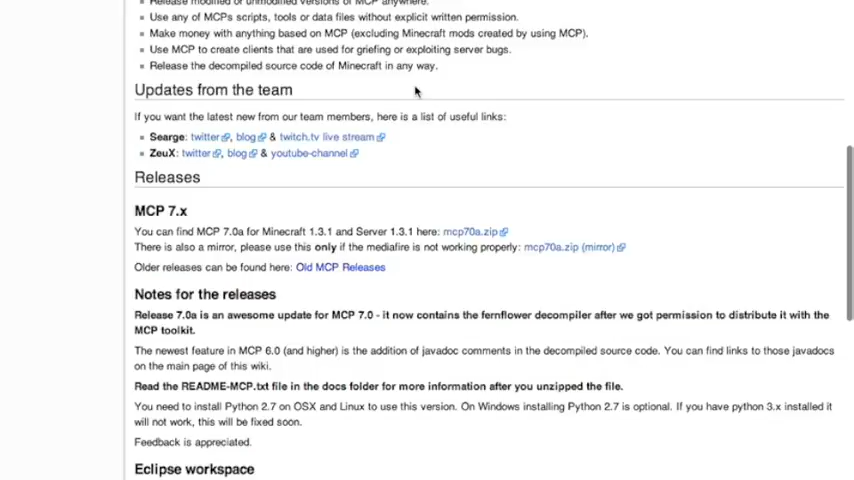 Release modified or unmodified versions of MCP anywhere.
Use any of MCPs scripts, tools or data files without explicit written permission.
Make money with anything based on MCP (excluding Minecraft mods created by using MCP).
Use MCP to create clients that are used for griefing or exploiting server bugs.
Release the decompiled source code of Minecraft in any way.
Updates from the team
If you want the latest new from our team members, here is a list of useful links:
Searge: twitter, blog & twitch.tv live stream
ZeuX: twitter, blog & youtube-channel
Releases
MCP 7.x
You can find MCP 7.0a for Minecraft 1.3.1 and Server 1.3.1 here: mcp70a.zip
There is also a mirror, please use this only if the mediafire is not working properly: mcp70a.zip (mirror)
Older releases can be found here: Old MCP Releases
Notes for the releases
Release 7.0a is an awesome update for MCP 7.0 - it now contains the fernflower decompiler after we got permission to distribute it with the
MCP toolkit.
The newest feature in MCP 6.0 (and higher) is the addition of javadoc comments in the decompiled source code. You can find links to those javadocs
on the main page of this wiki.
Read the README-MCP.txt file in the docs folder for more information after you unzipped the file.
You need to install Python 2.7 on OSX and Linux to use this version. On Windows installing Python 2.7 is optional. If you have python 3.x installed it
will not work, this will be fixed soon.
Feedback is appreciated.
Eclipse workspace